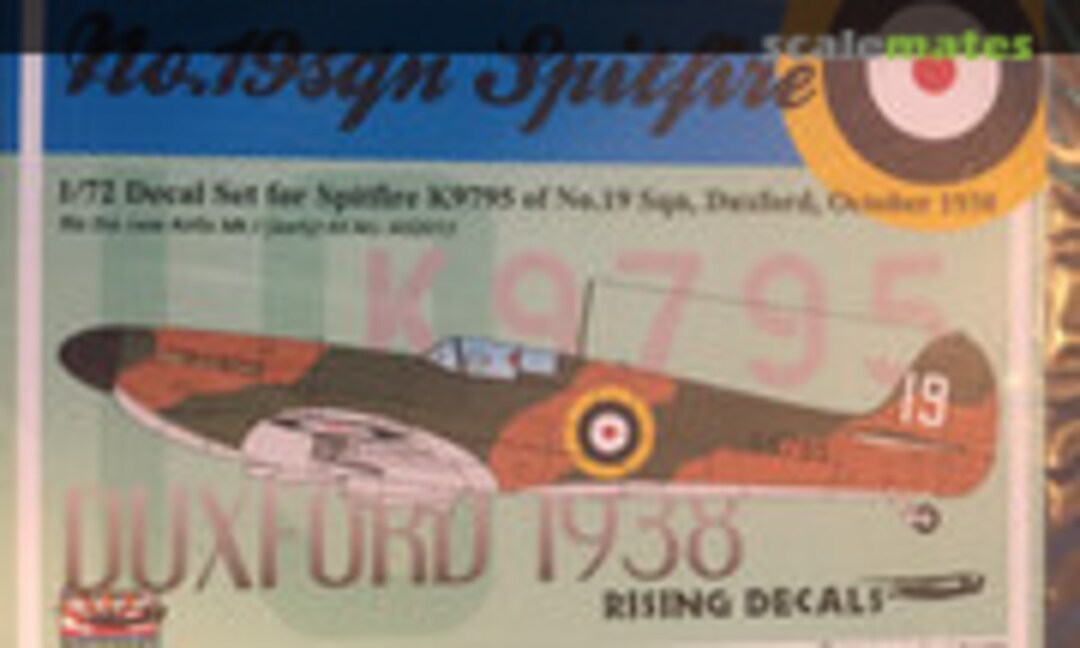 scalemates
No.19sqn Spitfire
1/72 Decal Set for Spitfire K9795 of No.19 Sqn, Duxford, October 1938
K9795
19
DUXFORD 1938
RISING DECALS